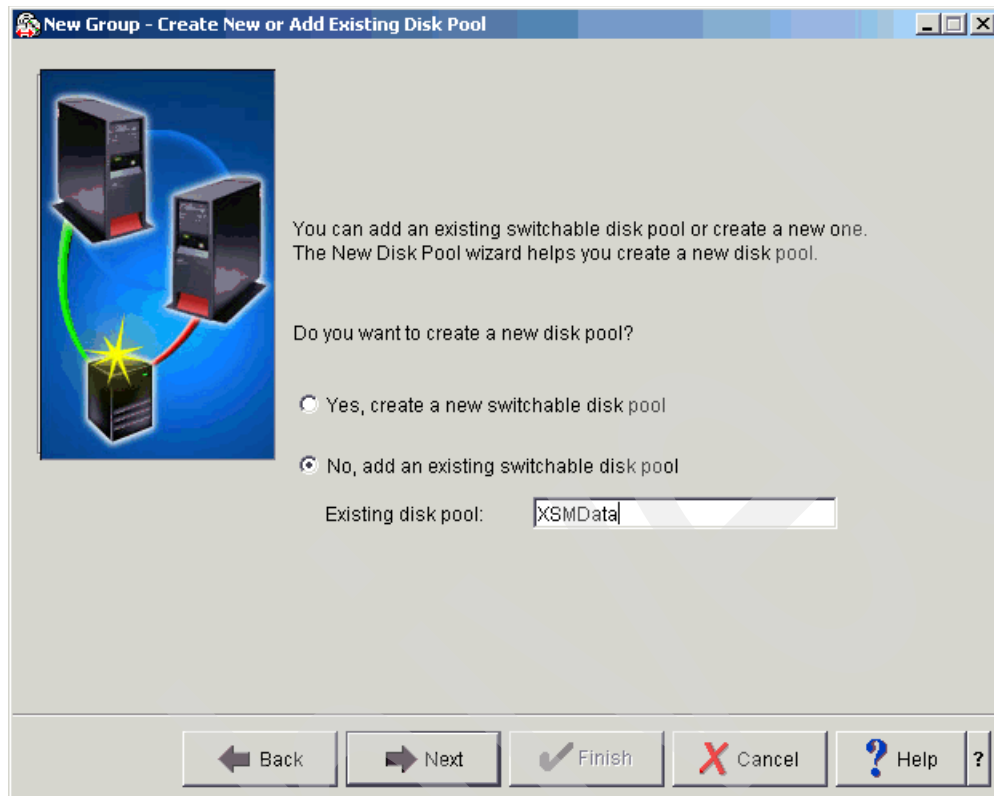 New Group - Create New or Add Existing Disk Pool
You can add an existing switchable disk pool or create a new one.
The New Disk Pool wizard helps you create a new disk pool.
Do you want to create a new disk pool?
Yes, create a new switchable disk pool
No, add an existing switchable disk pool
Existing disk pool: XSMData
Back Next Finish Cancel ? Help ?